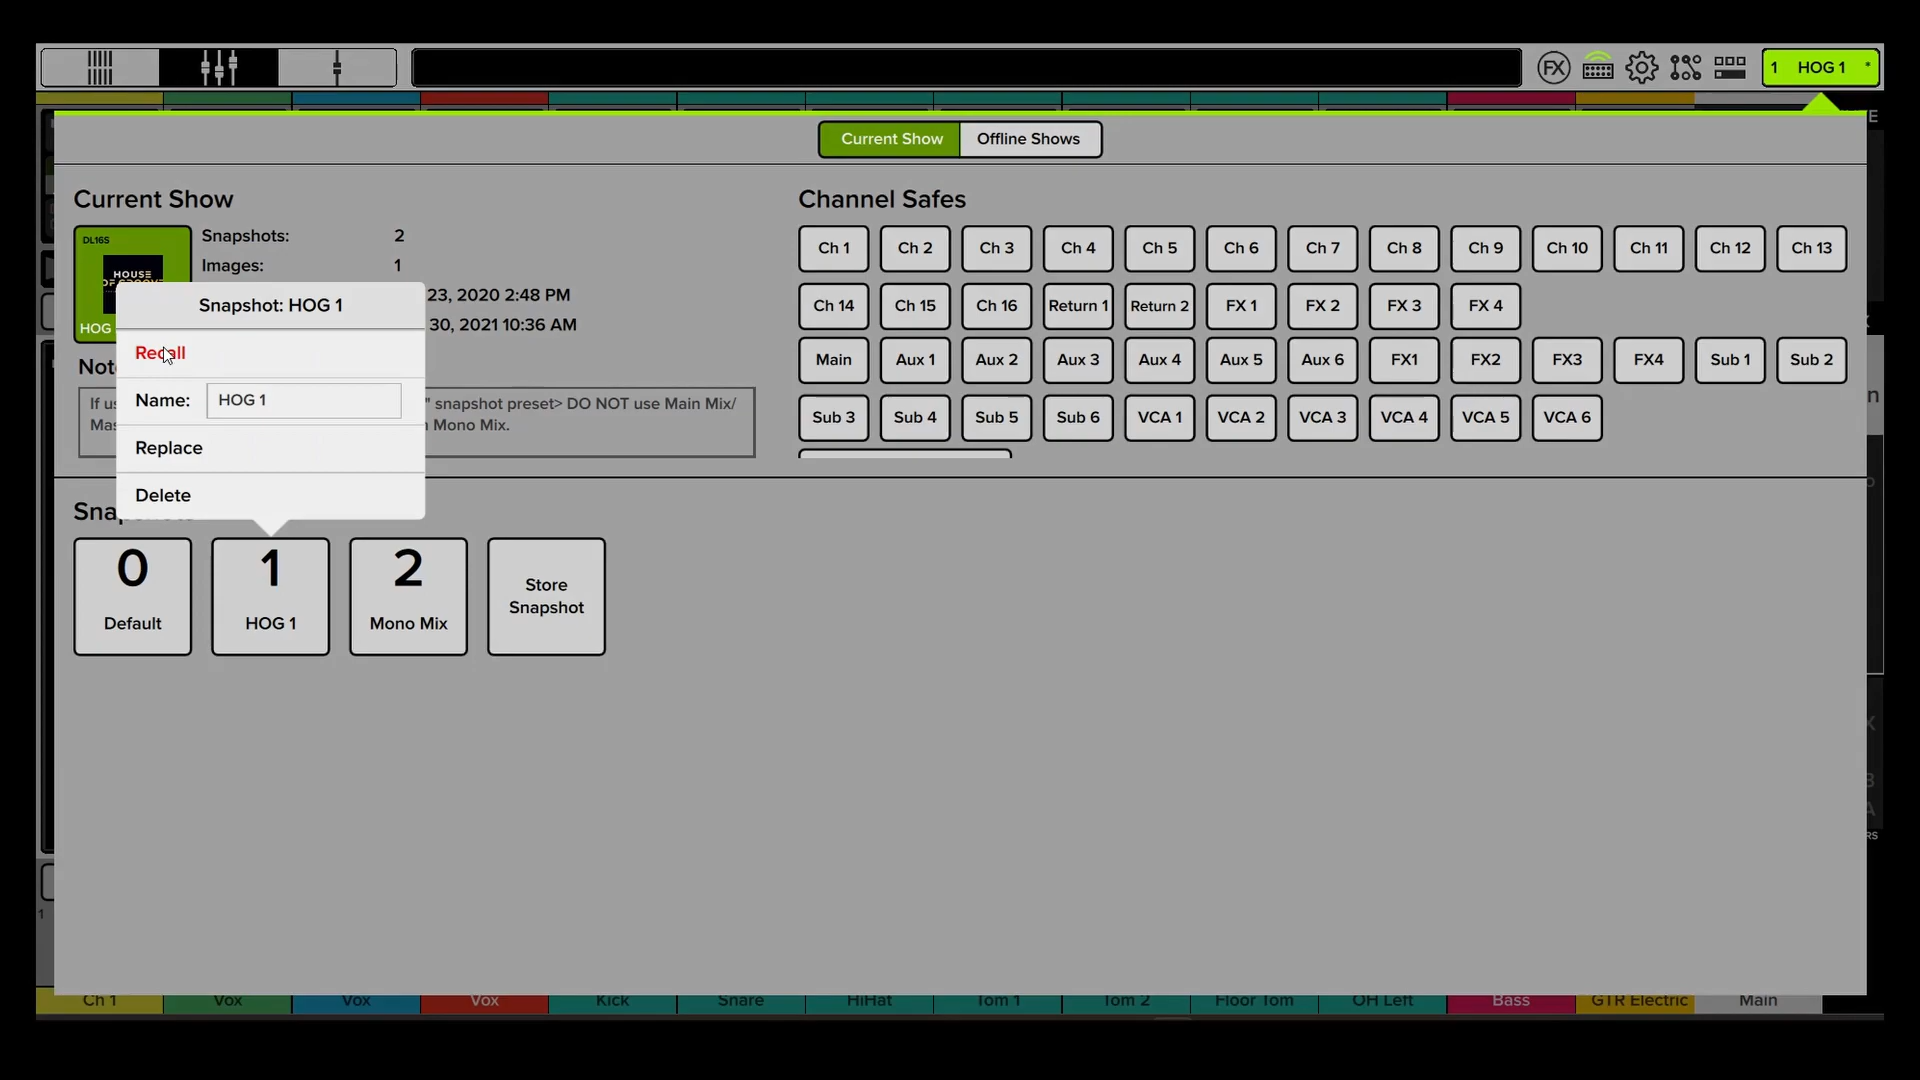 FX
1 HOG 1 *
E
Current Show
Offline Shows
Current Show
DL16S
HOUSE
HOG
Snapshots: 2
Images: 1
23, 2020 2:48 PM
30, 2021 10:36 AM
Snapshot: HOG 1
Recall
Name: HOG 1
Replace
Delete
If
" snapshot preset> DO NOT use Main Mix/
Mono Mix.
Channel Safes
Ch 1 Ch 2 Ch 3 Ch 4 Ch 5 Ch 6 Ch 7 Ch 8 Ch 9 Ch 10 Ch 11 Ch 12 Ch 13
Ch 14 Ch 15 Ch 16 Return 1 Return 2 FX 1 FX 2 FX 3 FX 4
Main Aux 1 Aux 2 Aux 3 Aux 4 Aux 5 Aux 6 FX1 FX2 FX3 FX4 Sub 1 Sub 2
Sub 3 Sub 4 Sub 5 Sub 6 VCA 1 VCA 2 VCA 3 VCA 4 VCA 5 VCA 6
0 1 2
Store
Snapshot
Default HOG 1 Mono Mix
1
Ch 1 Vox Vox Vox Kick Snare HiHat Tom 1 Tom 2 Floor Tom OH Left Bass GTR Electric Main